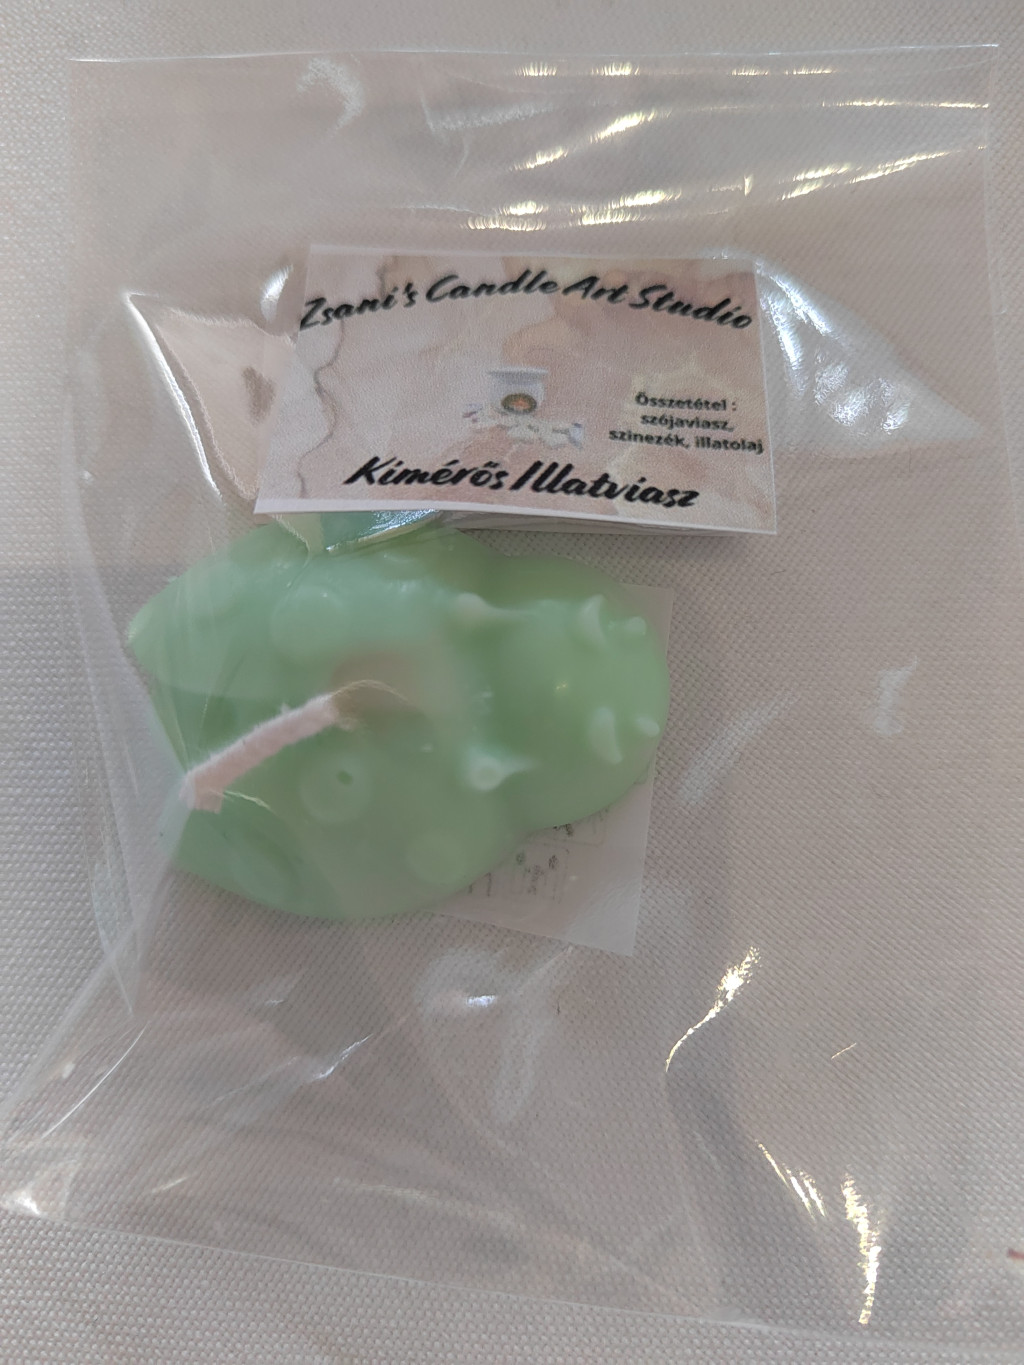 Zsani's Candle Art Studio
Összetétel :
szójaviasz,
szinezék, illatolaj
Kimérős Illatviasz